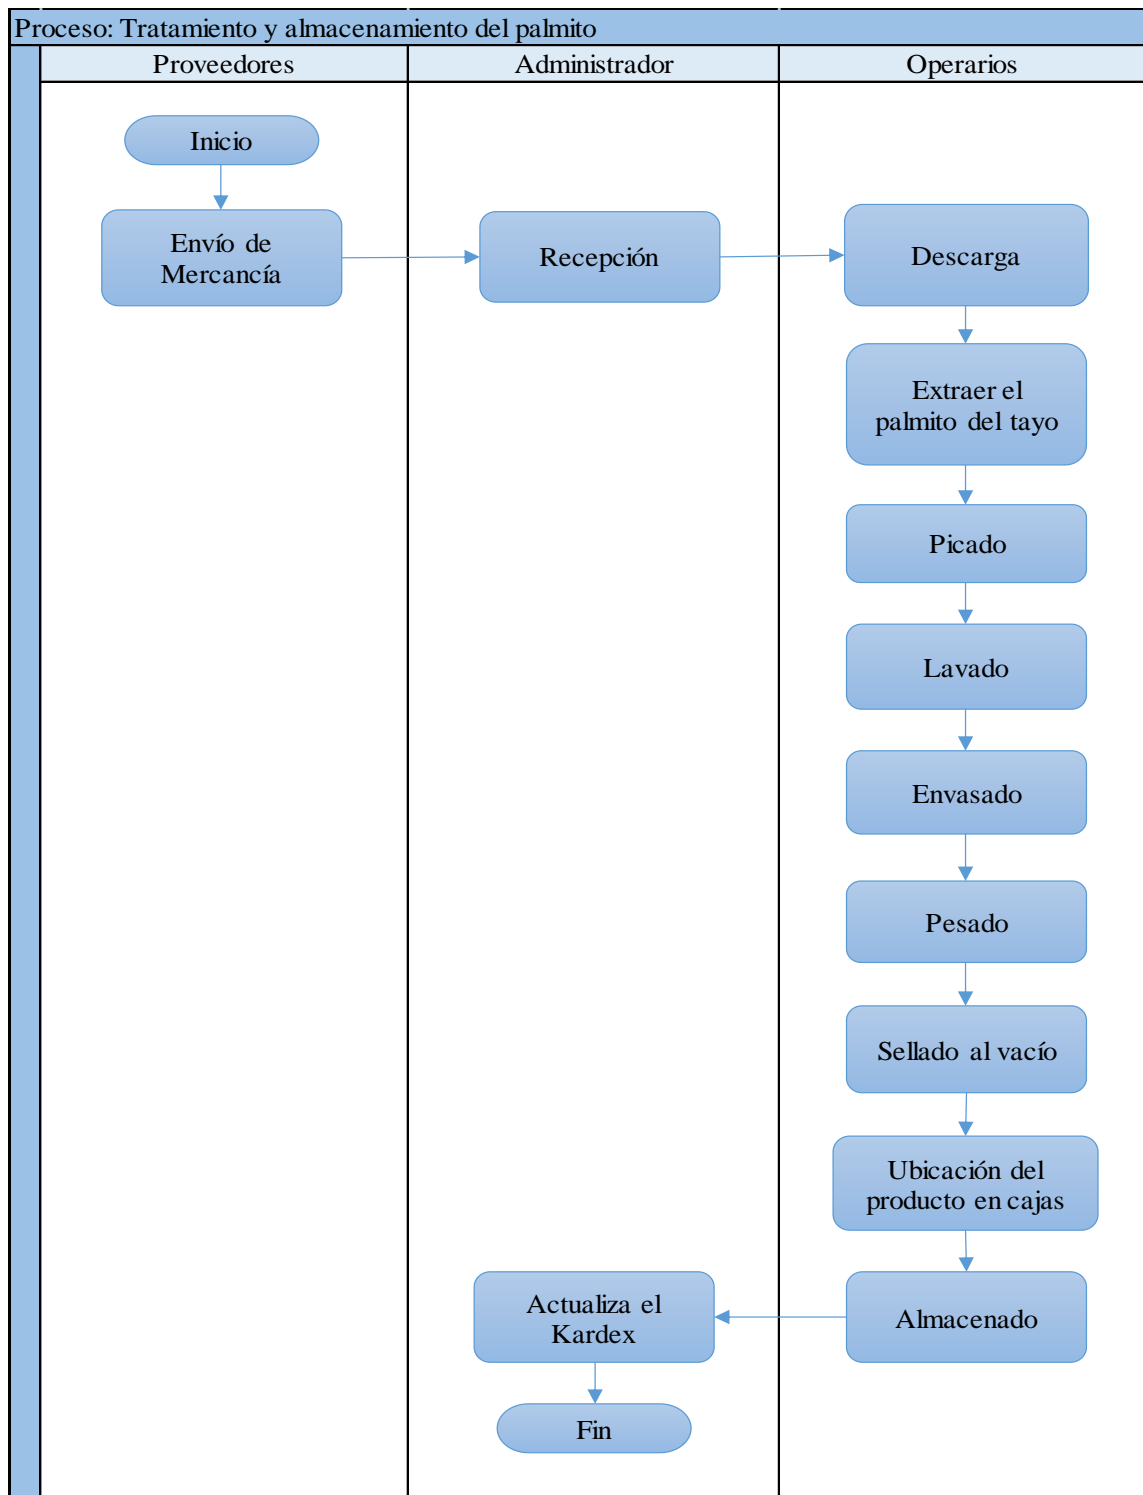 Proceso: Tratamiento y almacenamiento del palmito
Proveedores
Administrador
Operarios
Inicio
Envío de
Mercancía
Recepción
Descarga
Extraer el
palmito del tayo
Picado
Lavado
Envasado
Pesado
Sellado al vacío
Ubicación del
producto en cajas
Almacenado
Actualiza el
Kardex
Fin